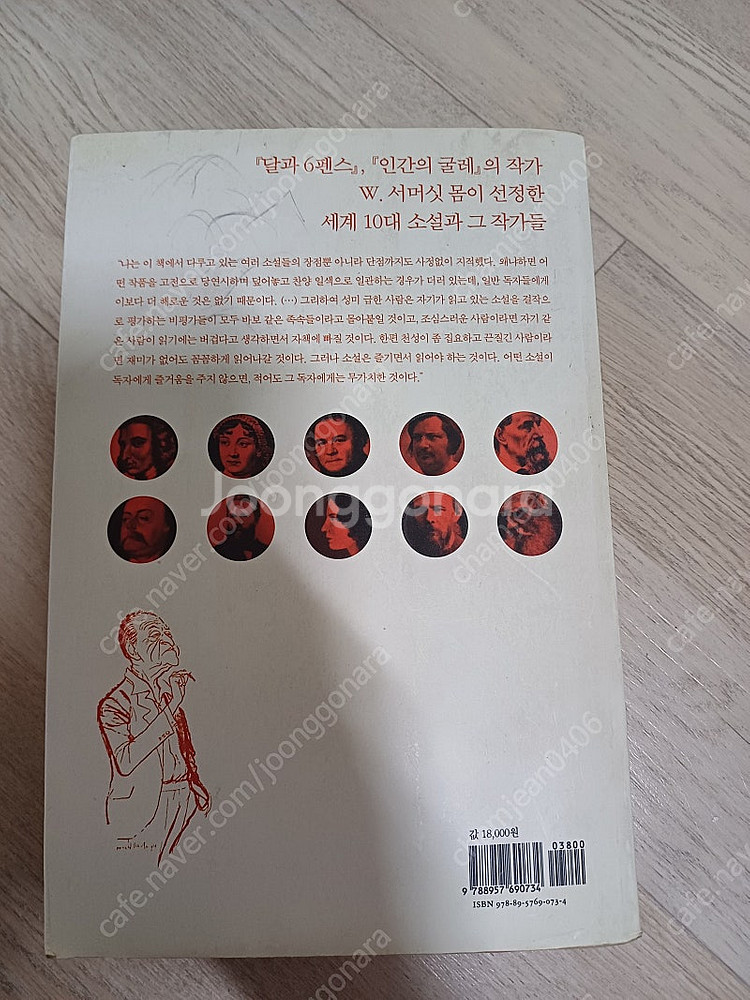 『달과 6펜스』, 『인간의 굴레』의 작가
W. 서머싯 몸이 선정한
세계 10대 소설과 그 작가들
"나는 이 책에서 다루고 있는 여러 소설들의 장점뿐 아니라 단점까지도 사정없이 지적했다. 왜냐하면 어
떤 작품을 고전으로 당연시하며 덮어놓고 찬양 일색으로 일관하는 경우가 더러 있는데, 일반 독자들에게
이보다 더 해로운 것은 없기 때문이다. (…) 그리하여 성미 급한 사람은 자기가 읽고 있는 소설을 걸작으
로 평가하는 비평가들이 모두 바보 같은 족속들이라고 몰아붙일 것이고, 조심스러운 사람이라면 자기 같
은 사람이 읽기에는 버겁다고 생각하면서 자책에 빠질 것이다. 한편 천성이 좀 집요하고 끈질긴 사람이라
면 재미가 없어도 꼼꼼하게 읽어나갈 것이다. 그러나 소설은 즐기면서 읽어야 하는 것이다. 어떤 소설이
독자에게 즐거움을 주지 않으면, 적어도 그 독자에게는 무가치한 것이다."
Joonggonara
cafe.naver.com/joonggonara
charmjean0406
값 18,000원
03800
9 788957 690734
ISBN 978-89-5769-073-4